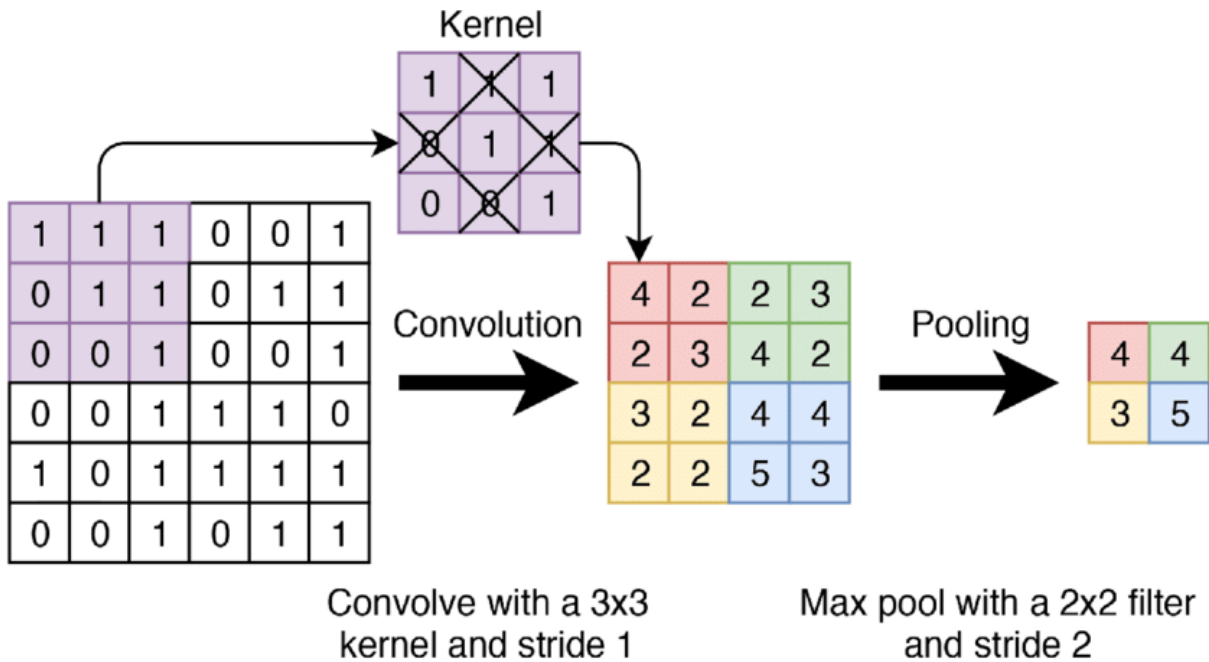 Kernel
1 1 1
0 1 1
0 0 1
1 1 1 0 0 1
0 1 1 0 1 1
0 0 1 0 0 1
0 0 1 1 1 0
1 0 1 1 1 1
0 0 1 0 1 1
Convolution
4 2 2 3
2 3 4 2
3 2 4 4
2 2 5 3
Pooling
4 4
3 5
Convolve with a 3x3
kernel and stride 1
Max pool with a 2x2 filter
and stride 2